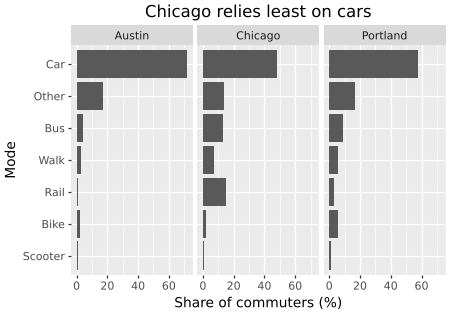 Chicago relies least on cars
Austin Chicago Portland
Car
Other
Bus
Walk
Rail
Bike
Scooter
Mode
0 20 40 60 0 20 40 60 0 20 40 60
Share of commuters (%)